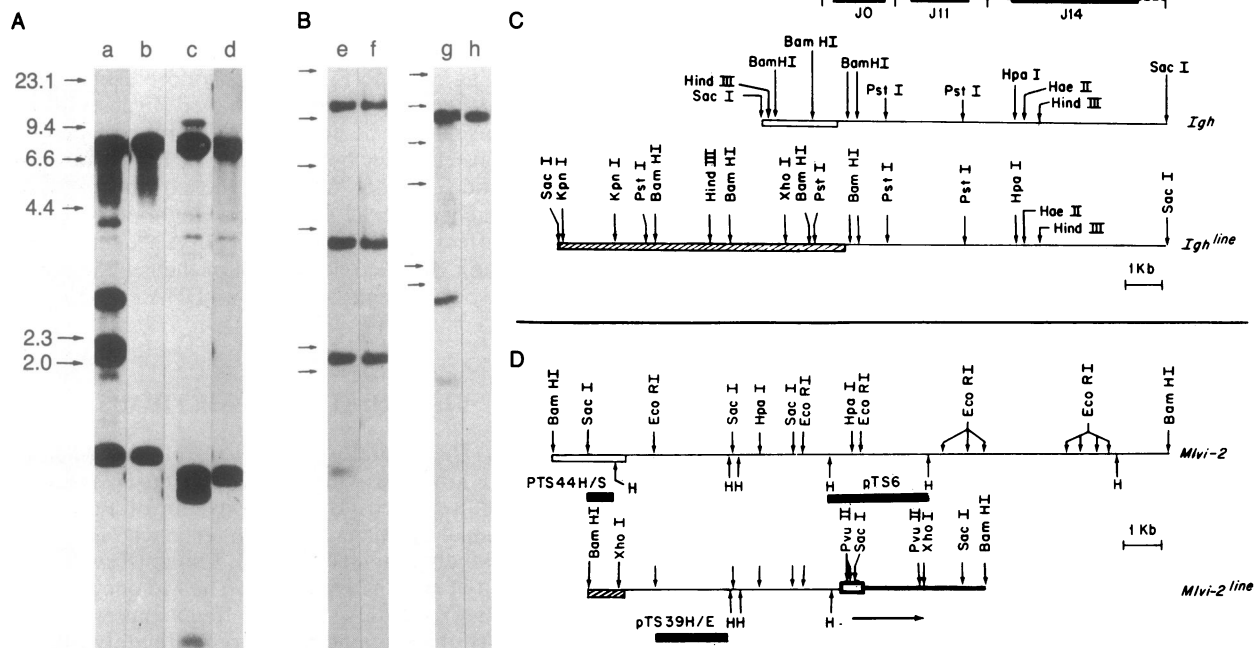 A
a b c d
23.1
9.4
6.6
4.4
2.3
2.0
B
e f
g h
J0 J11 J14
C
Sac I
Hind III
BamHI
Bam HI
BamHI
Pst I
Pst I
Hpa I
Hae II
Hind III
Sac I
Igh
Sac I
Kpn I
Kpn I
Pst I
Bam HI
Hind III
Bam HI
Xho I
Bam HI
Pst I
Bam HI
Pst I
Pst I
Hpa I
Hae II
Hind III
Sac I
Igh line
1 Kb
D
Bam HI
Sac I
Eco RI
Sac I
Hpa I
Sac I
Eco RI
Hpa I
Eco RI
Eco RI
Eco RI
Bam HI
Mlvi-2
H
HH
H
H
H
PTS44H/S
pTS6
1 Kb
Bam HI
Xho I
Pvu II
Sac I
Pvu II
Xho I
Sac I
Bam HI
Mlvi-2 line
HH
H
pTS39H/E